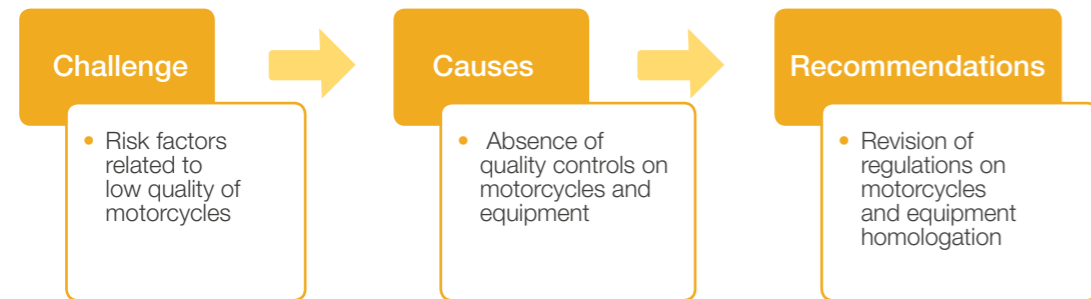 Challenge
• Risk factors
related to
low quality of
motorcycles
Causes
• Absence of
quality controls on
motorcycles and
equipment
Recommendations
• Revision of
regulations on
motorcycles
and equipment
homologation